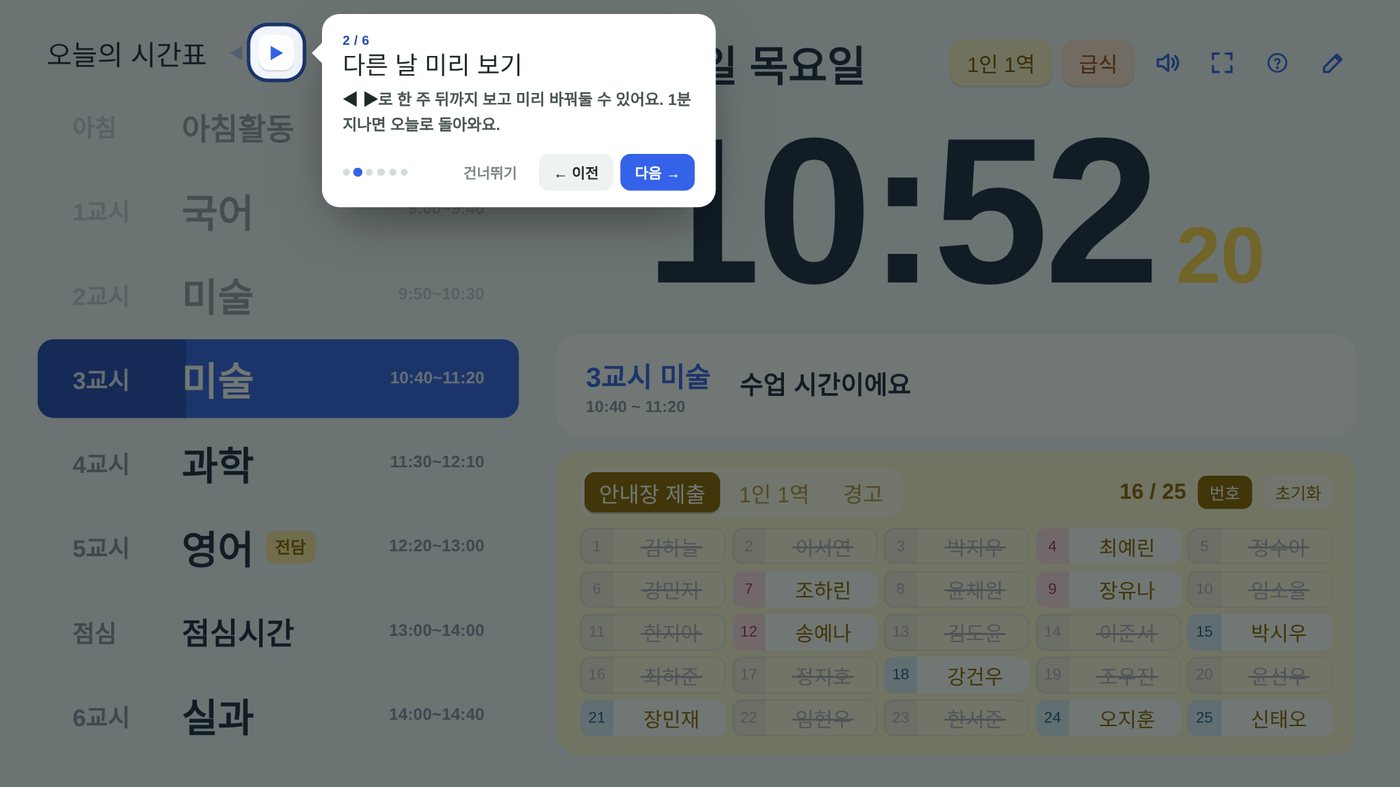 오늘의 시간표
◀ ▶
2 / 6
다른 날 미리 보기
◀ ▶로 한 주 뒤까지 보고 미리 바꿔둘 수 있어요. 1분
지나면 오늘로 돌아와요.
건너뛰기 ← 이전 다음 →
일 목요일
1인 1역 급식
10:52 20
아침 아침활동
1교시 국어 9:00~9:40
2교시 미술 9:50~10:30
3교시 미술 10:40~11:20
4교시 과학 11:30~12:10
5교시 영어 전담 12:20~13:00
점심 점심시간 13:00~14:00
6교시 실과 14:00~14:40
3교시 미술 수업 시간이에요
10:40 ~ 11:20
안내장 제출 1인 1역 경고 16 / 25 번호 초기화
1 김하늘 2 이서연 3 박지우 4 최예린 5 정수아
6 강민지 7 조하린 8 윤채원 9 장유나 10 임소율
11 한지아 12 송예나 13 김도윤 14 이준서 15 박시우
16 최하준 17 정지호 18 강건우 19 조우진 20 윤선우
21 장민재 22 임현우 23 한서준 24 오지훈 25 신태오